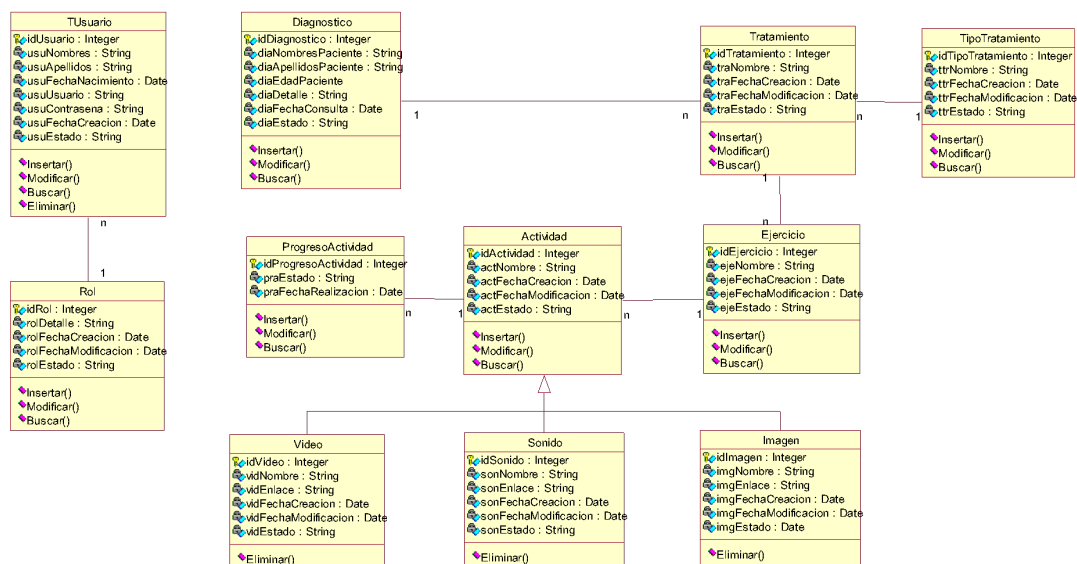 TUsuario
idUsuario : Integer
usuNombres : String
usuApellidos : String
usuFechaNacimiento : Date
usuUsuario : String
usuContrasena : String
usuFechaCreacion : Date
usuEstado : String
Insertar()
Modificar()
Buscar()
Eliminar()
n
1
Rol
idRol : Integer
rolDetalle : String
rolFechaCreacion : Date
rolFechaModificacion : Date
rolEstado : String
Insertar()
Modificar()
Buscar()
Diagnostico
idDiagnostico : Integer
diaNombresPaciente : String
diaApellidosPaciente : String
diaEdadPaciente
diaDetalle : String
diaFechaConsulta : Date
diaEstado : String
Insertar()
Modificar()
Buscar()
1
n
Tratamiento
idTratamiento : Integer
traNombre : String
traFechaCreacion : Date
traFechaModificacion : Date
traEstado : String
Insertar()
Modificar()
Buscar()
n
1
TipoTratamiento
idTipoTratamiento : Integer
ttrNombre : String
ttrFechaCreacion : Date
ttrFechaModificacion : Date
ttrEstado : String
Insertar()
Modificar()
Buscar()
1
n
ProgresoActividad
idProgresoActividad : Integer
praEstado : String
praFechaRealizacion : Date
Insertar()
Modificar()
Buscar()
n
1
Actividad
idActividad : Integer
actNombre : String
actFechaCreacion : Date
actFechaModificacion : Date
actEstado : String
Insertar()
Modificar()
Buscar()
n
1
Ejercicio
idEjercicio : Integer
ejeNombre : String
ejeFechaCreacion : Date
ejeFechaModificacion : Date
ejeEstado : String
Insertar()
Modificar()
Buscar()
Video
idVideo : Integer
vidNombre : String
vidEnlace : String
vidFechaCreacion : Date
vidFechaModificacion : Date
vidEstado : String
Eliminar()
Sonido
idSonido : Integer
sonNombre : String
sonEnlace : String
sonFechaCreacion : Date
sonFechaModificacion : Date
sonEstado : String
Eliminar()
Imagen
idImagen : Integer
imgNombre : String
imgEnlace : String
imgFechaCreacion : Date
imgFechaModificacion : Date
imgEstado : Date
Eliminar()